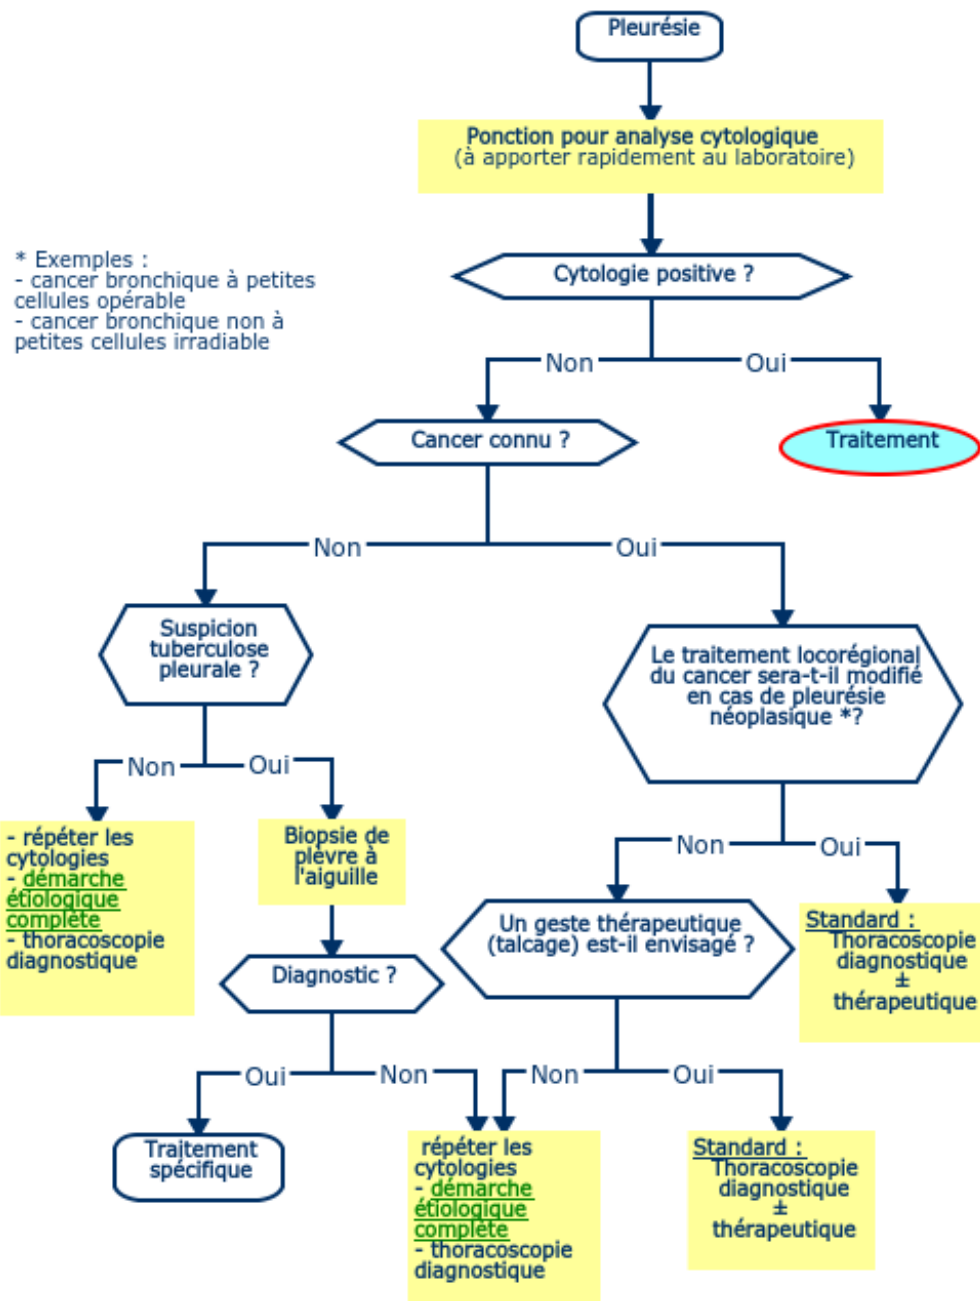 Pleurésie
Ponction pour analyse cytologique
(à apporter rapidement au laboratoire)
* Exemples :
- cancer bronchique à petites
cellules opérable
- cancer bronchique non à
petites cellules irradiable
Cytologie positive ?
Non
Oui
Cancer connu ?
Traitement
Non
Oui
Suspicion
tuberculose
pleurale ?
Le traitement locorégional
du cancer sera-t-il modifié
en cas de pleurésie
néoplasique *?
Non
Oui
- répéter les
cytologies
- démarche
étiologique
complète
- thoracoscopie
diagnostique
Biopsie de
plèvre à
l'aiguille
Non
Oui
Un geste thérapeutique
(talcage) est-il envisagé ?
Standard :
Thoracoscopie
diagnostique
±
thérapeutique
Diagnostic ?
Oui
Non
Non
Oui
Traitement
spécifique
répéter les
cytologies
- démarche
étiologique
complète
- thoracoscopie
diagnostique
Standard :
Thoracoscopie
diagnostique
±
thérapeutique